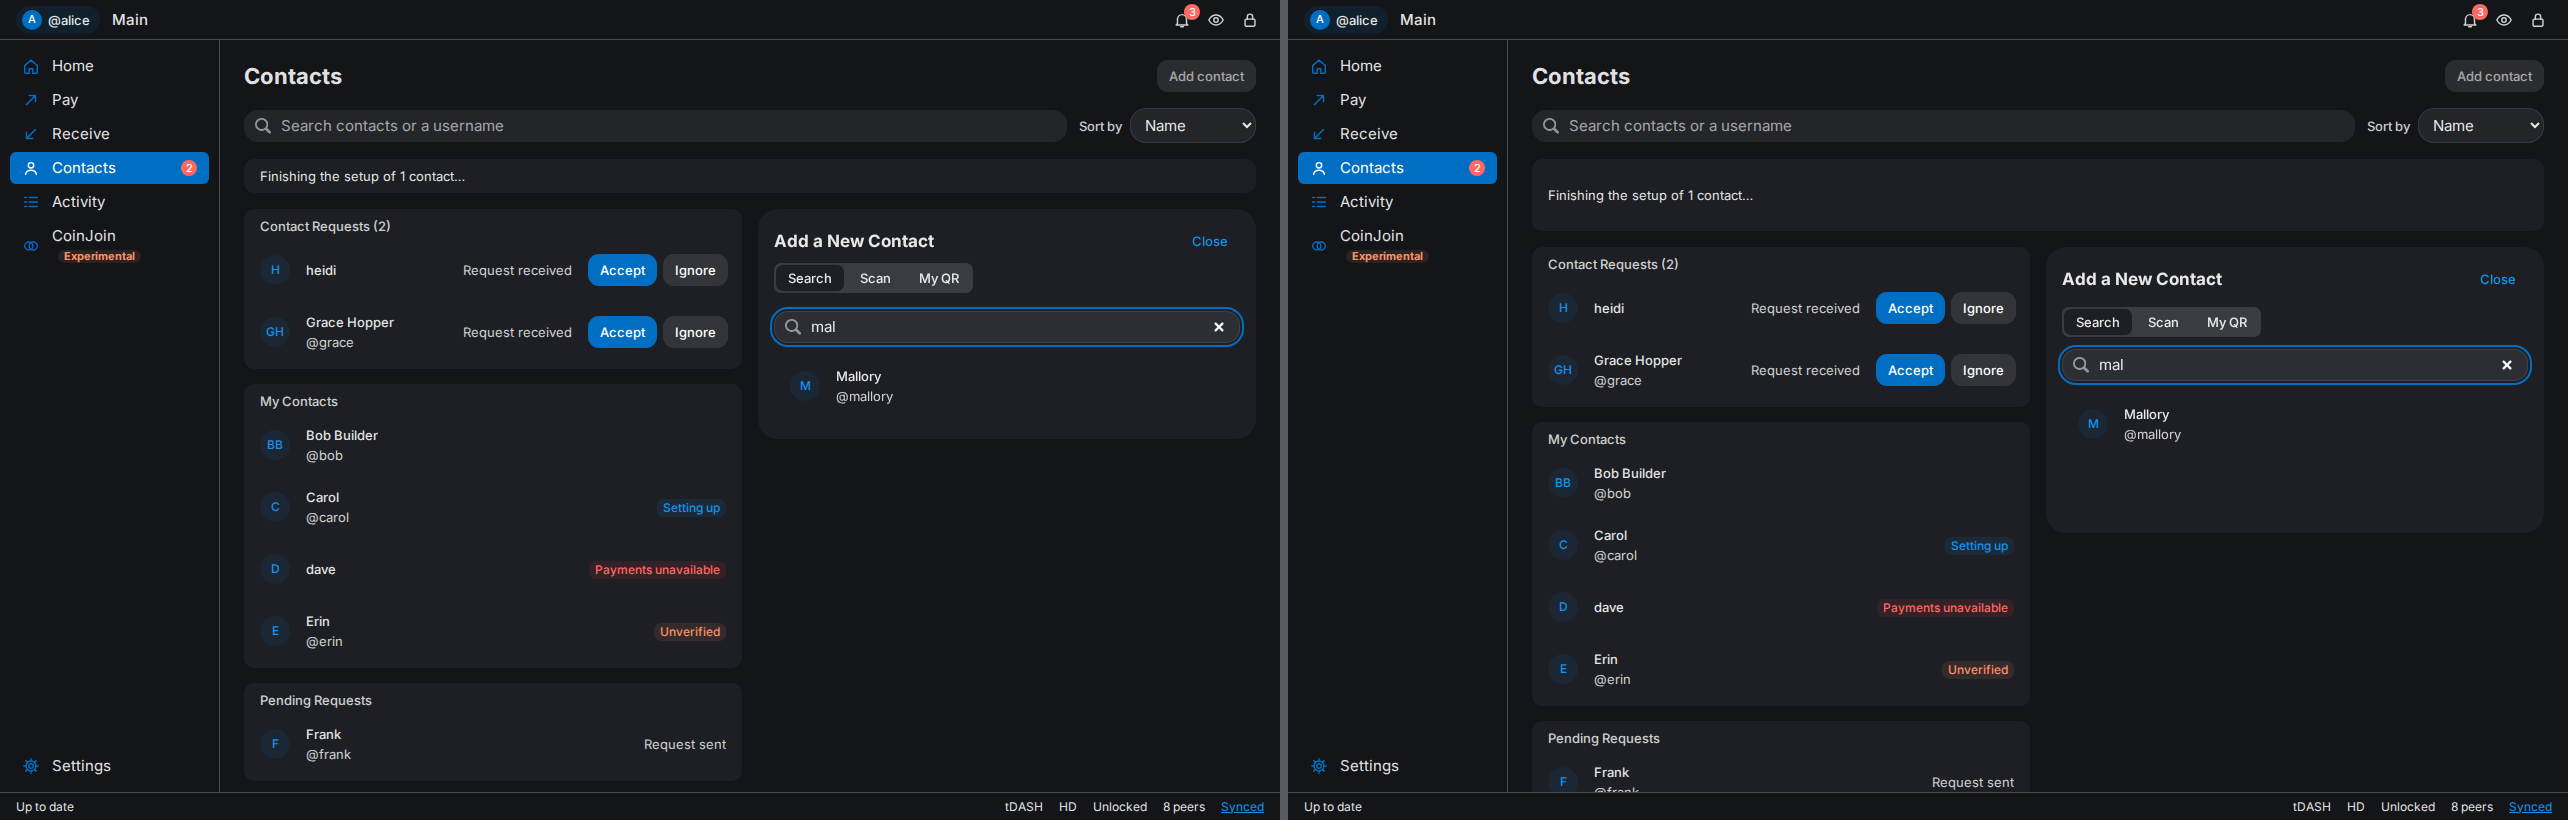 A @alice Main 3
Home
Pay
Receive
Contacts 2
Activity
CoinJoin
Experimental
Settings
Contacts Add contact
Search contacts or a username Sort by Name
Finishing the setup of 1 contact...
Contact Requests (2)
H heidi Request received Accept Ignore
GH Grace Hopper Request received Accept Ignore
@grace
My Contacts
BB Bob Builder
@bob
C Carol Setting up
@carol
D dave Payments unavailable
E Erin Unverified
@erin
Pending Requests
F Frank Request sent
@frank
Add a New Contact Close
Search Scan My QR
mal
M Mallory
@mallory
Up to date tDASH HD Unlocked 8 peers Synced
A @alice Main 3
Home
Pay
Receive
Contacts 2
Activity
CoinJoin
Experimental
Settings
Contacts Add contact
Search contacts or a username Sort by Name
Finishing the setup of 1 contact...
Contact Requests (2)
H heidi Request received Accept Ignore
GH Grace Hopper Request received Accept Ignore
@grace
My Contacts
BB Bob Builder
@bob
C Carol Setting up
@carol
D dave Payments unavailable
E Erin Unverified
@erin
Pending Requests
F Frank Request sent
@frank
Add a New Contact Close
Search Scan My QR
mal
M Mallory
@mallory
Up to date tDASH HD Unlocked 8 peers Synced